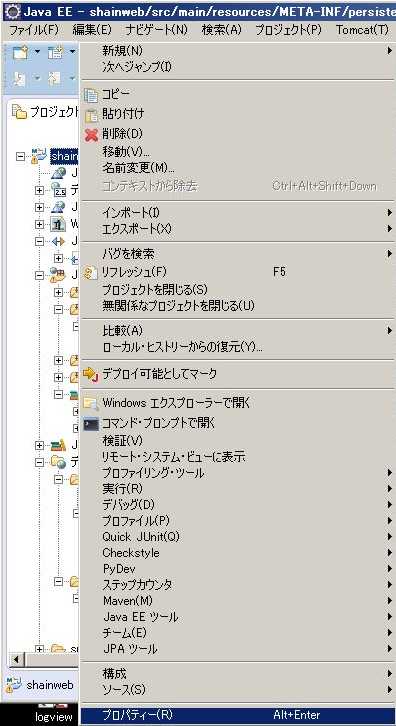 Java EE - shainweb/src/main/resources/META-INF/persiste
ファイル(F) 編集(E) ナビゲート(N) 検索(A) プロジェクト(P) Tomcat(T)
プロジェクト
shain
新規(N)
次へジャンプ(I)
コピー
貼り付け
削除(D)
移動(V)...
名前変更(M)...
コンテキストから除去 Ctrl+Alt+Shift+Down
インポート(I)
エクスポート(X)
バグを検索
リフレッシュ(F) F5
プロジェクトを閉じる(S)
無関係なプロジェクトを閉じる(U)
比較(A)
ローカル・ヒストリーからの復元(Y)...
デプロイ可能としてマーク
Windows エクスプローラーで開く
コマンド・プロンプトで開く
検証(V)
リモート・システム・ビューに表示
プロファイリング・ツール
実行(R)
デバッグ(D)
プロファイル(P)
Quick JUnit(Q)
Checkstyle
PyDev
ステップカウンタ
Maven(M)
Java EE ツール
チーム(E)
JPA ツール
構成
ソース(S)
プロパティー(R) Alt+Enter
shainweb
logview